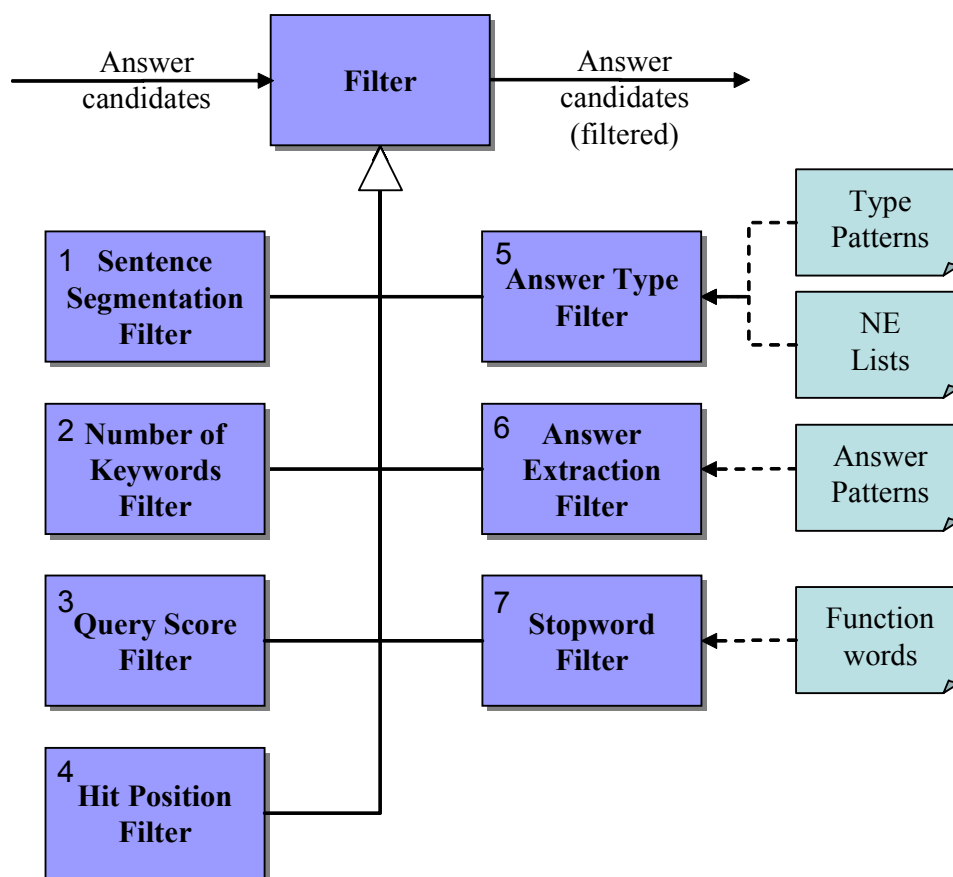 Answer
candidates
Filter
Answer
candidates
(filtered)
1 Sentence
Segmentation
Filter
5
Answer Type
Filter
Type
Patterns
NE
Lists
2 Number of
Keywords
Filter
6 Answer
Extraction
Filter
Answer
Patterns
3
Query Score
Filter
7
Stopword
Filter
Function
words
4
Hit Position
Filter